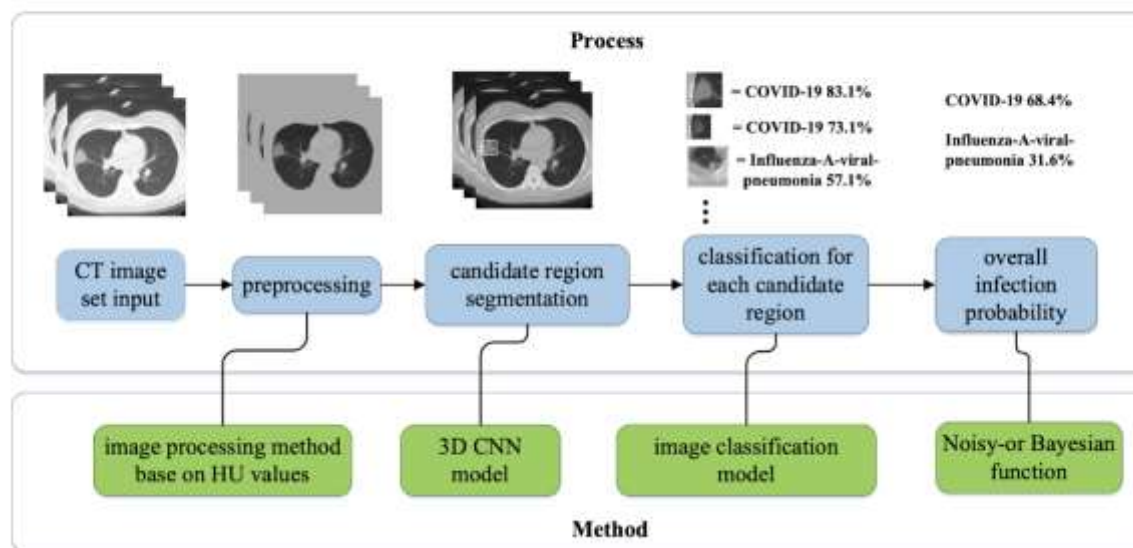 Process
= COVID-19 83.1%
= COVID-19 73.1%
= Influenza-A-viral-
pneumonia 57.1%
COVID-19 68.4%
Influenza-A-viral-
pneumonia 31.6%
CT image
set input
preprocessing
candidate region
segmentation
classification for
each candidate
region
overall
infection
probability
image processing method
base on HU values
3D CNN
model
image classification
model
Noisy-or Bayesian
function
Method